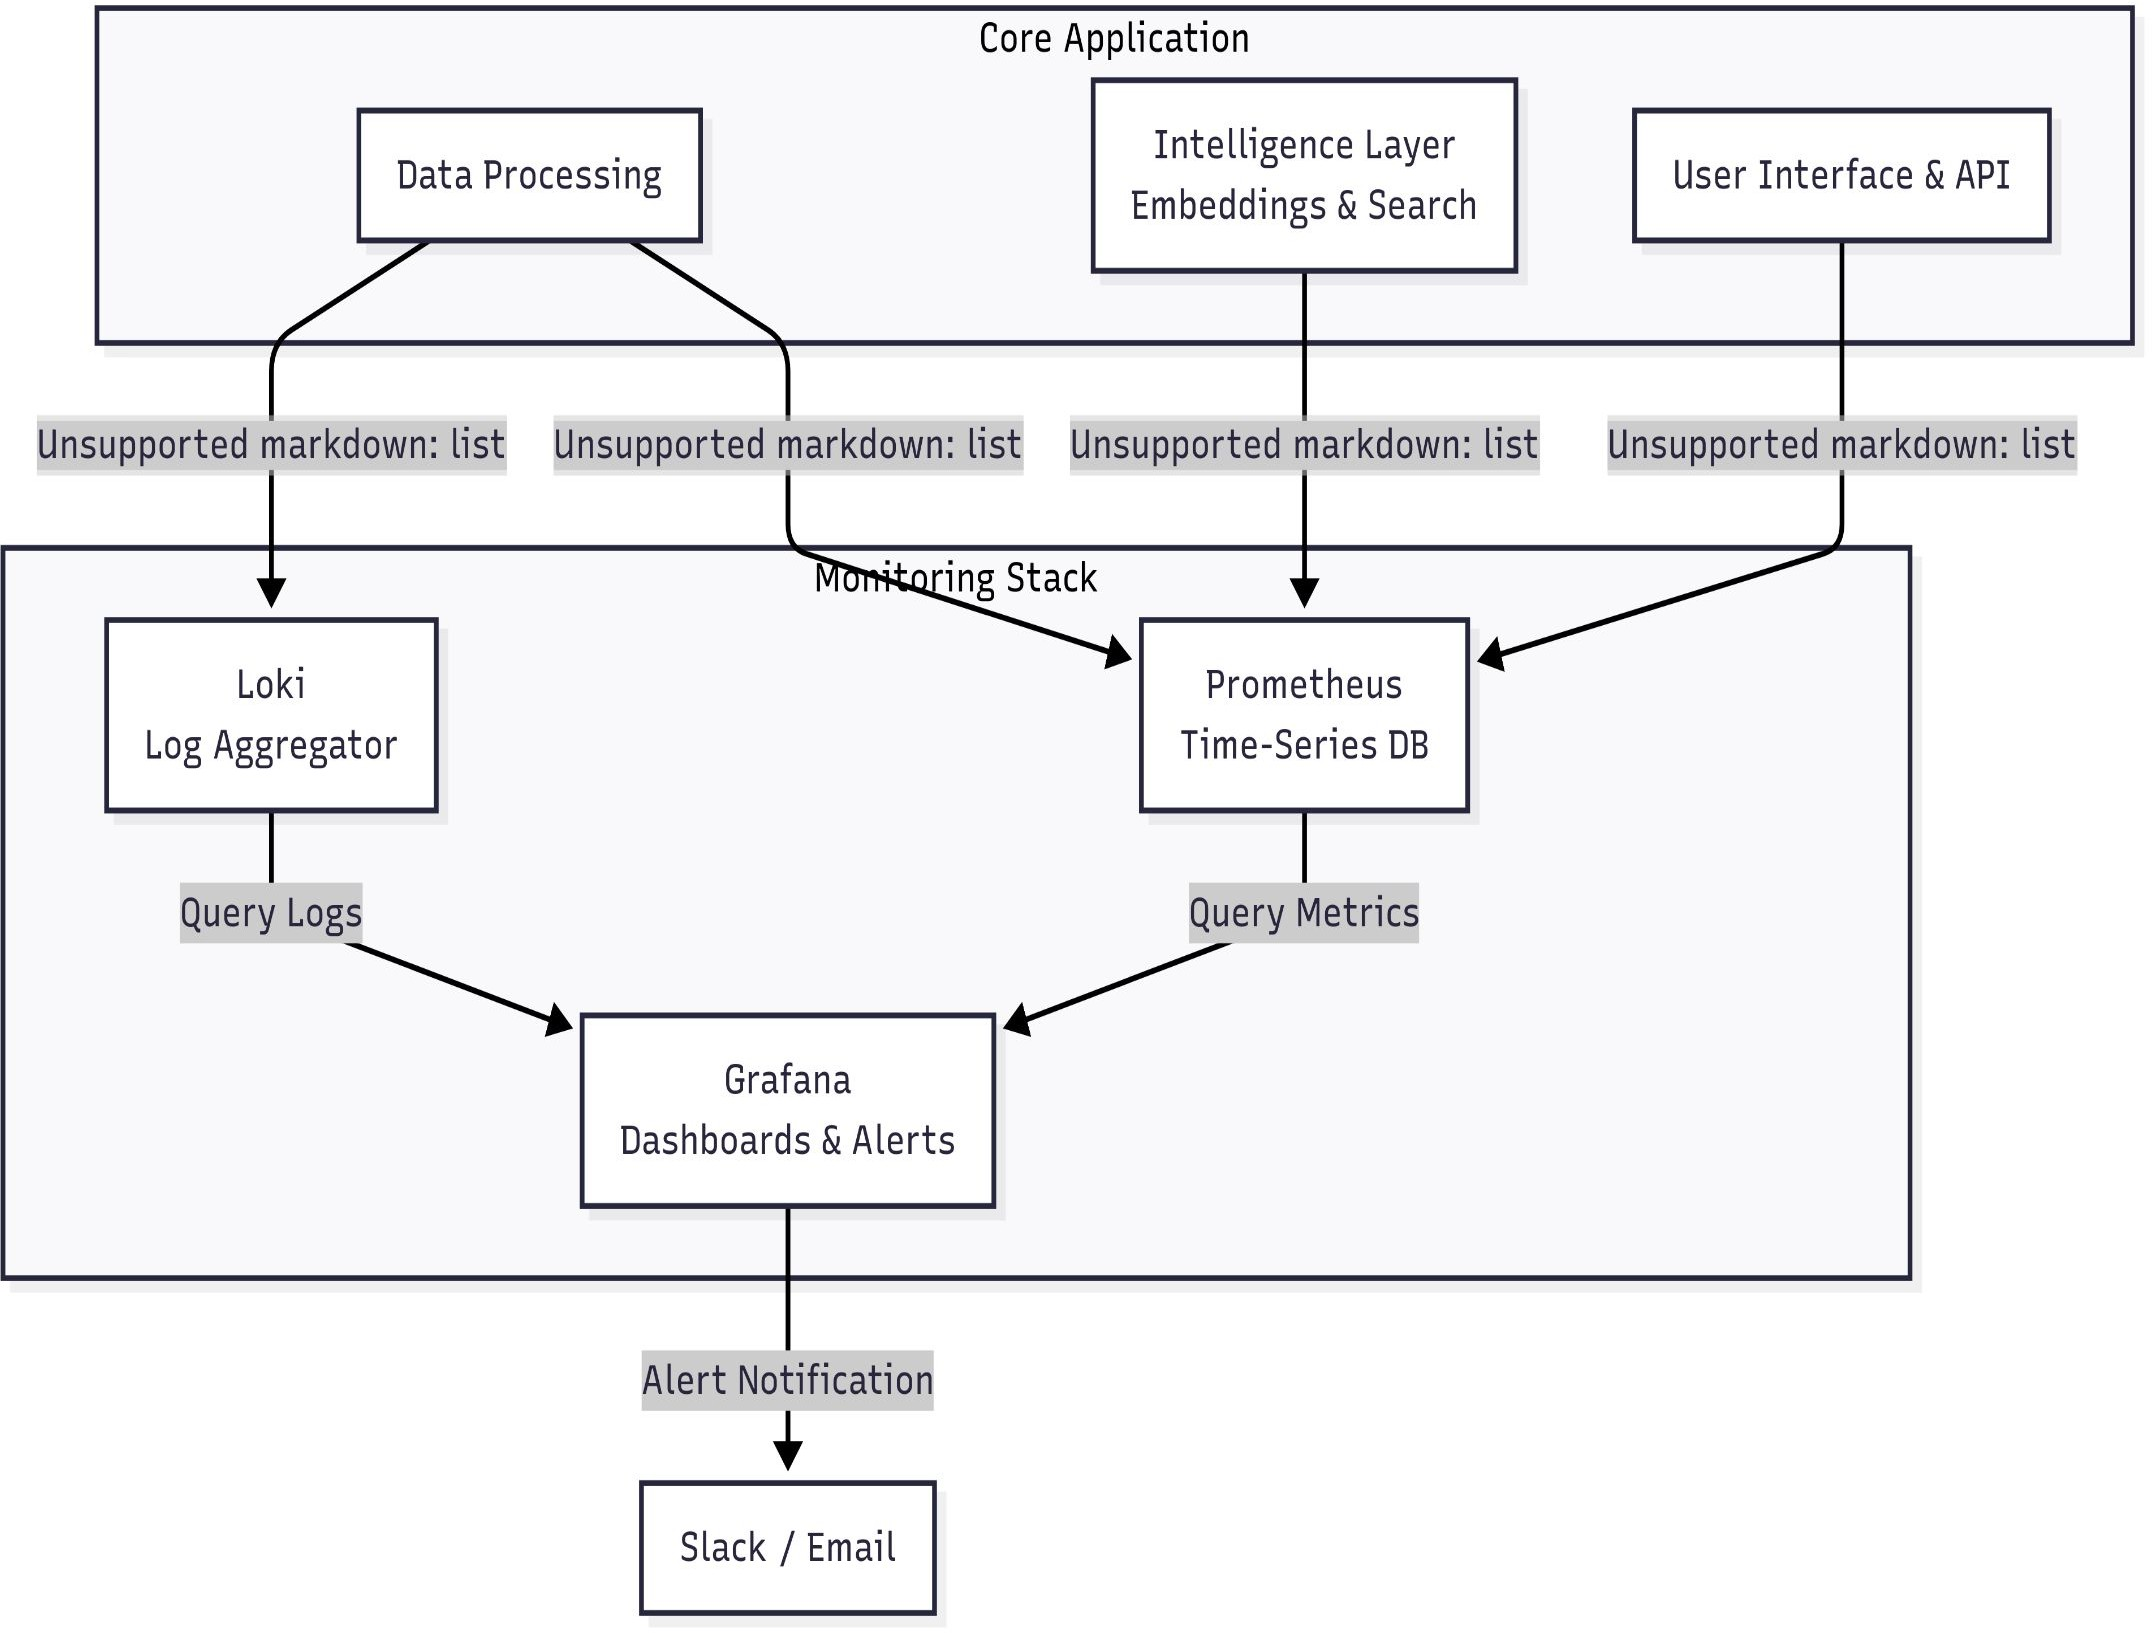 Core Application
Data Processing
Intelligence Layer
Embeddings & Search
User Interface & API
Unsupported markdown: list
Unsupported markdown: list
Unsupported markdown: list
Unsupported markdown: list
Monitoring Stack
Loki
Log Aggregator
Prometheus
Time-Series DB
Query Logs
Query Metrics
Grafana
Dashboards & Alerts
Alert Notification
Slack / Email